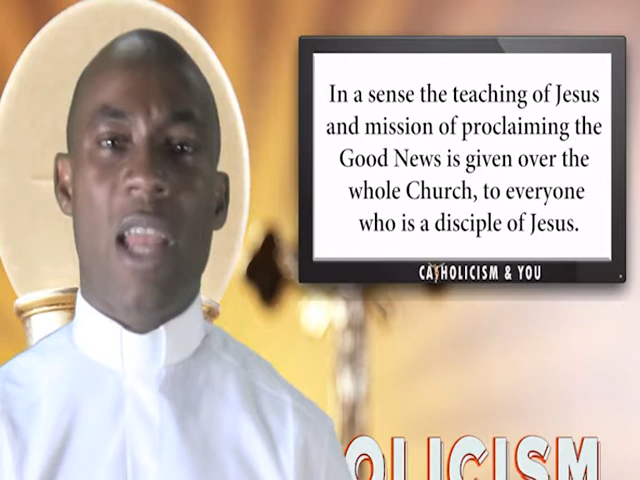 In a sense the teaching of Jesus
and mission of proclaiming the
Good News is given over the
whole Church, to everyone
who is a disciple of Jesus.
CATHOLICISM & YOU
OLICISM